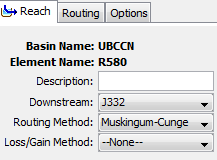 Reach Routing Options
Basin Name: UBCCN
Element Name: R580
Description:
Downstream: J332
Routing Method: Muskingum-Cunge
Loss/Gain Method: --None--